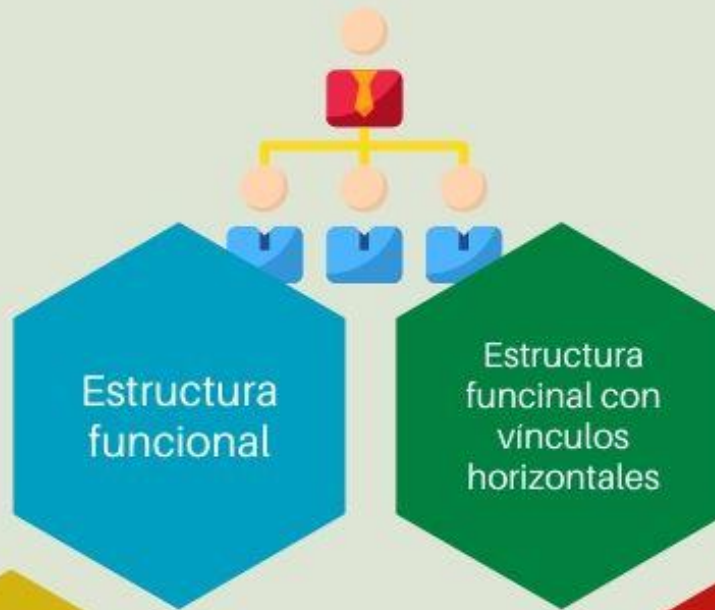 Estructura
funcional
Estructura
funcinal con
vínculos
horizontales